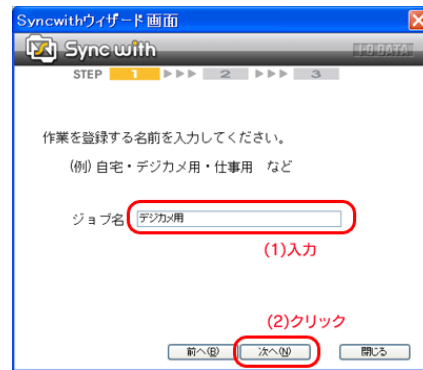 Syncwithウィザード画面
Sync with
I-O DATA
STEP 1 ▶▶▶ 2 ▶▶▶ 3
作業を登録する名前を入力してください。
(例) 自宅・デジカメ用・仕事用 など
ジョブ名 デジカメ用
(1)入力
(2)クリック
前へ(B) 次へ(N) 閉じる